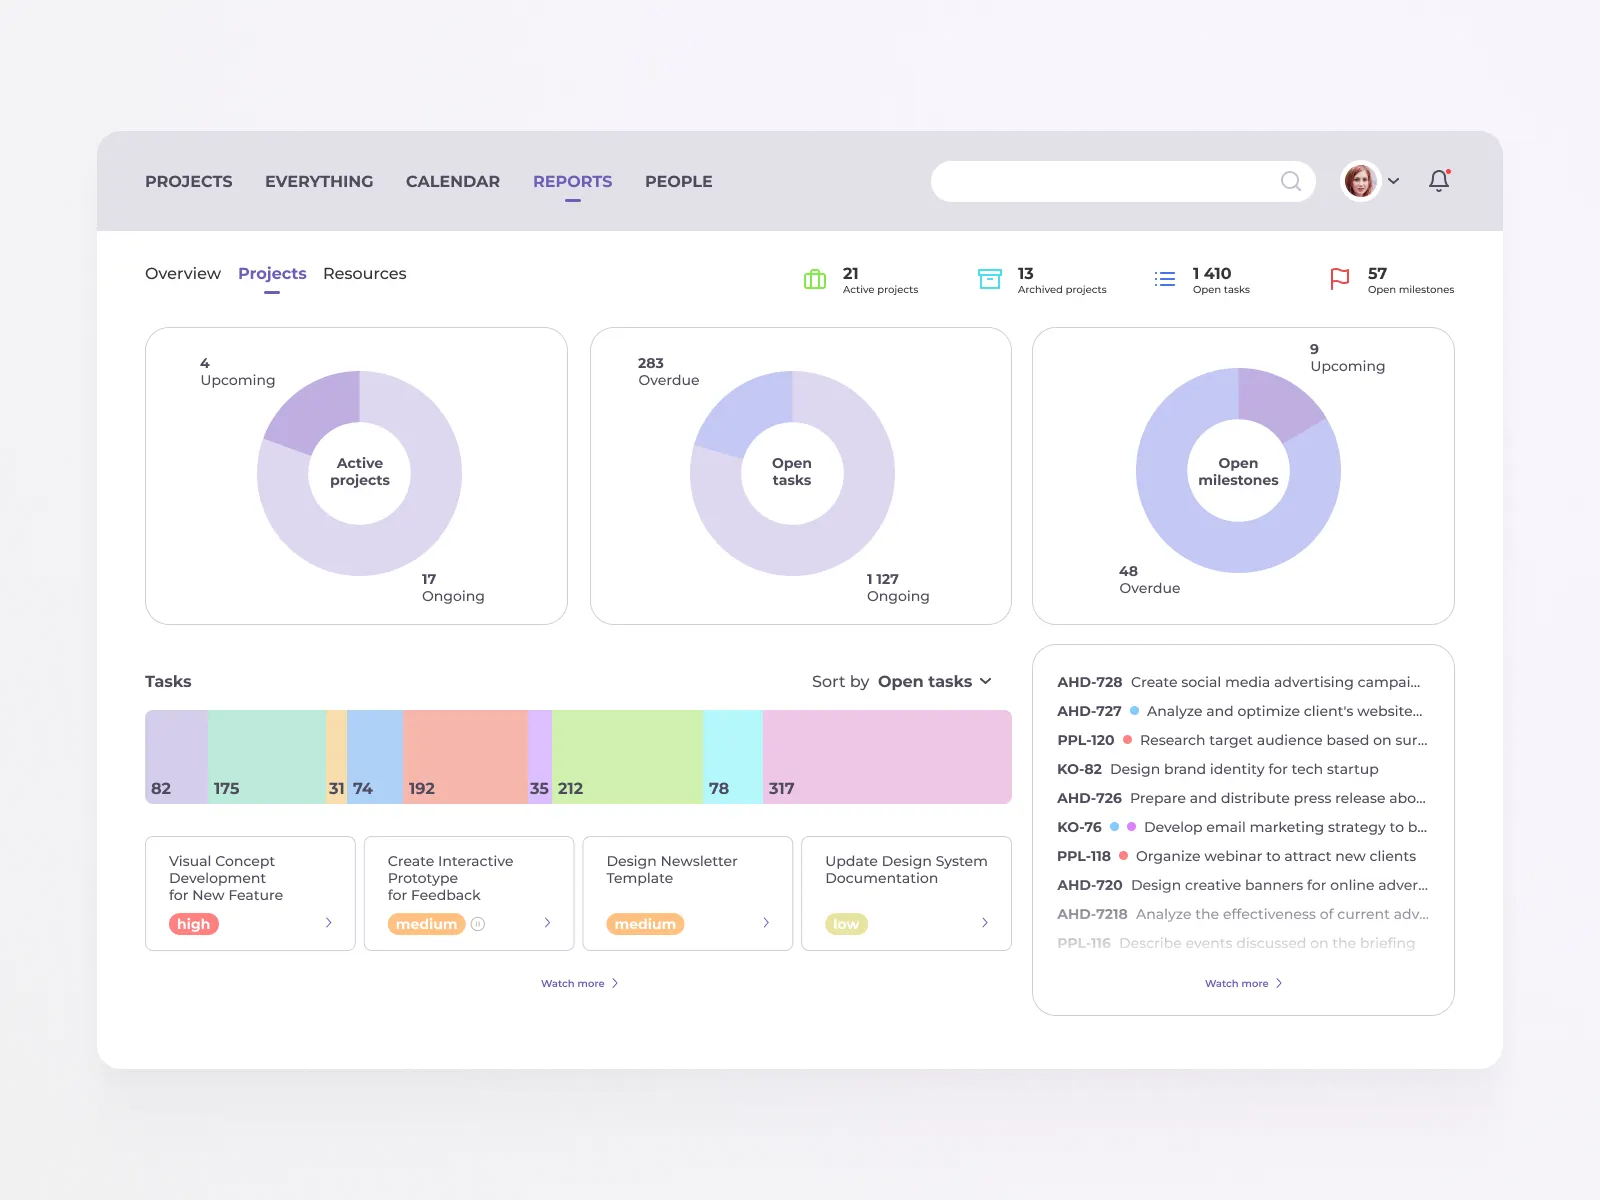 PROJECTS EVERYTHING CALENDAR REPORTS PEOPLE
Overview Projects Resources
21
Active projects
13
Archived projects
1 410
Open tasks
57
Open milestones
4
Upcoming
Active
projects
17
Ongoing
283
Overdue
Open
tasks
1 127
Ongoing
9
Upcoming
Open
milestones
48
Overdue
Tasks
Sort by Open tasks
82 175 31 74 192 35 212 78 317
Visual Concept
Development
for New Feature
high
Create Interactive
Prototype
for Feedback
medium
Design Newsletter
Template
medium
Update Design System
Documentation
low
Watch more
AHD-728 Create social media advertising campai...
AHD-727 Analyze and optimize client's website...
PPL-120 Research target audience based on sur...
KO-82 Design brand identity for tech startup
AHD-726 Prepare and distribute press release abo...
KO-76 Develop email marketing strategy to b...
PPL-118 Organize webinar to attract new clients
AHD-720 Design creative banners for online adver...
AHD-7218 Analyze the effectiveness of current adv...
PPL-116 Describe events discussed on the briefing
Watch more